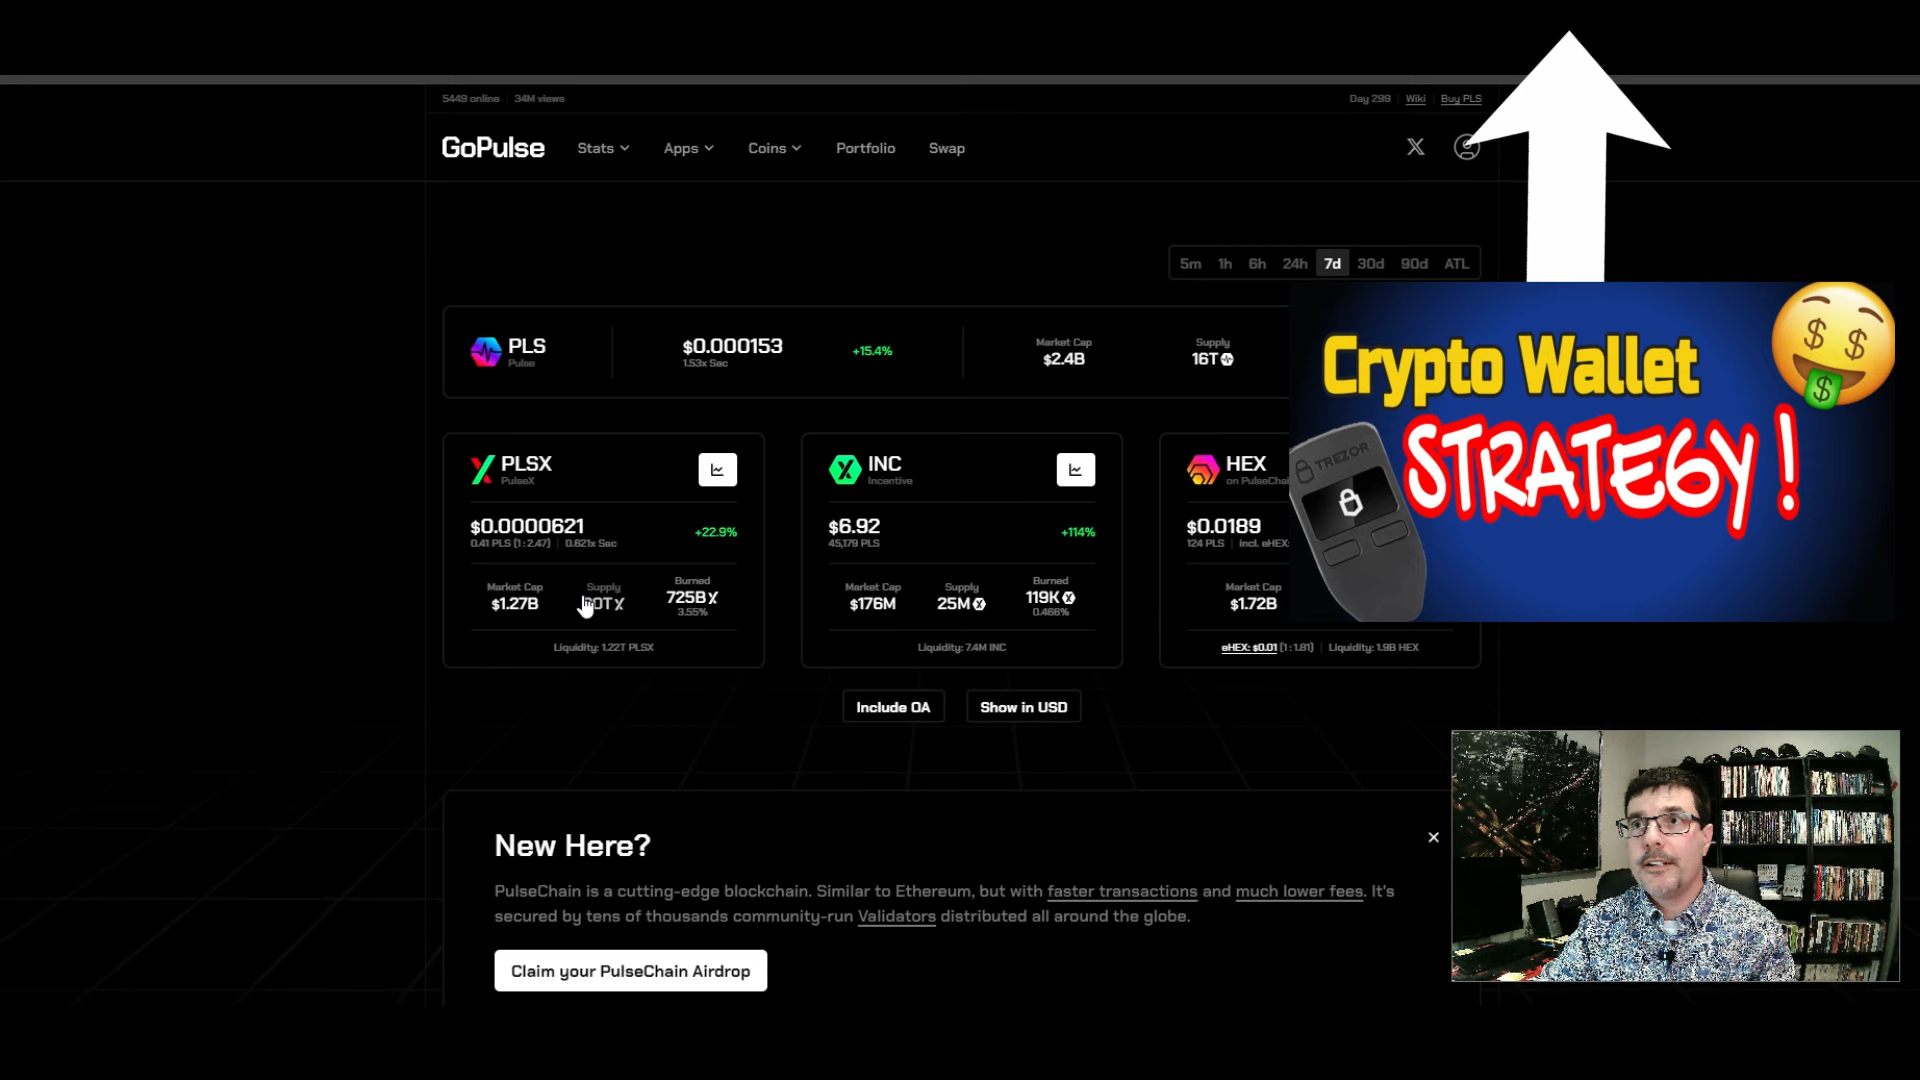 5449 online | 34M views
Day 299 | Wiki | Buy PLS
GoPulse Stats Apps Coins Portfolio Swap
5m 1h 6h 24h 7d 30d 90d ATL
PLS
Pulse
$0.000153
1.53x Sac
+15.4%
Market Cap
$2.4B
Supply
16T
Crypto Wallet
STRATEGY!
TREZOR
PLSX
PulseX
$0.0000621
0.41 PLS (1:2.47) | 0.621x Sac
+22.9%
Market Cap
$1.27B
Supply
Burned
725B
3.55%
Liquidity: 1.22T PLSX
INC
Incentive
$6.92
45,179 PLS
+114%
Market Cap
$176M
Supply
25M
Burned
119K
0.466%
Liquidity: 7.4M INC
HEX
on PulseChai
$0.0189
124 PLS | incl. eHEX:
Market Cap
$1.72B
eHEX: $0.01 (1:1.81) | Liquidity: 1.9B HEX
Include OA
Show in USD
New Here?
PulseChain is a cutting-edge blockchain. Similar to Ethereum, but with faster transactions and much lower fees. It's
secured by tens of thousands community-run Validators distributed all around the globe.
Claim your PulseChain Airdrop